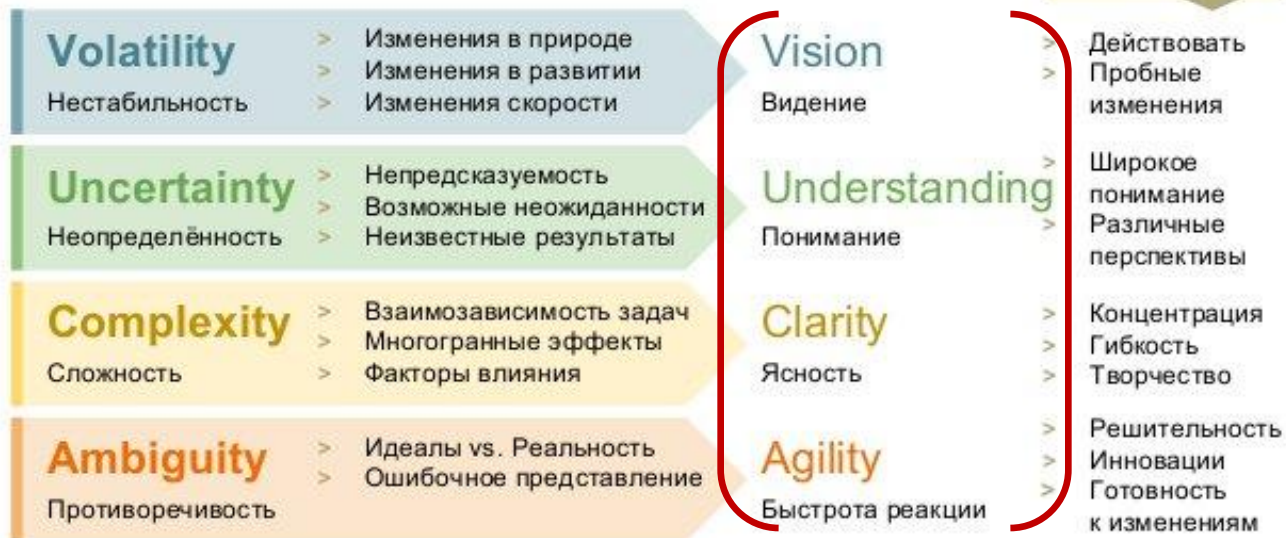 Volatility
Нестабильность
> Изменения в природе
> Изменения в развитии
> Изменения скорости
Vision
Видение
> Действовать
> Пробные
изменения
Uncertainty
Неопределённость
> Непредсказуемость
> Возможные неожиданности
> Неизвестные результаты
Understanding
Понимание
> Широкое
понимание
> Различные
перспективы
Complexity
Сложность
> Взаимозависимость задач
> Многогранные эффекты
> Факторы влияния
Clarity
Ясность
> Концентрация
> Гибкость
> Творчество
Ambiguity
Противоречивость
> Идеалы vs. Реальность
> Ошибочное представление
Agility
Быстрота реакции
> Решительность
> Инновации
> Готовность
к изменениям